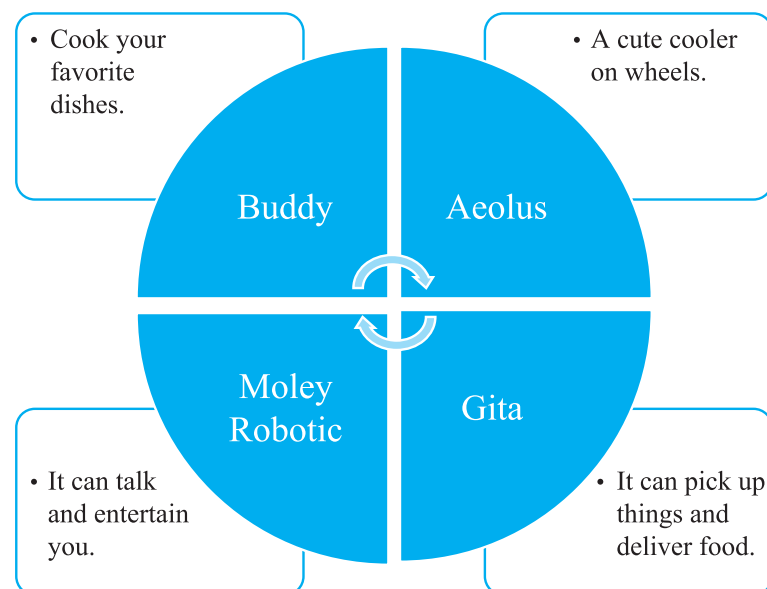 • Cook your
favorite
dishes.
• A cute cooler
on wheels.
Buddy
Aeolus
Moley
Robotic
Gita
• It can talk
and entertain
you.
• It can pick up
things and
deliver food.